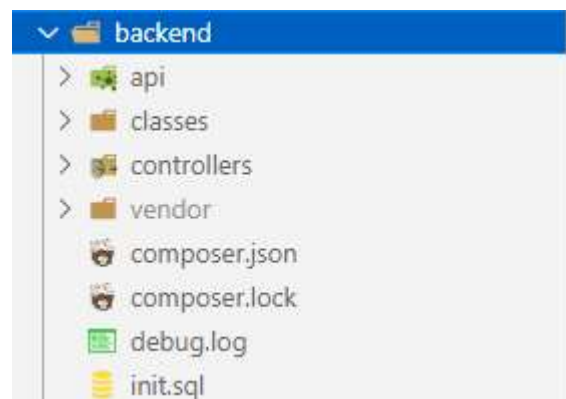 backend
api
classes
controllers
vendor
composer.json
composer.lock
debug.log
init.sql